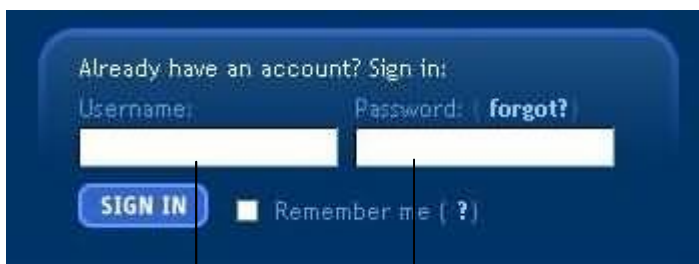 Already have an account? Sign in:
Username: Password: ( forgot? )
SIGN IN Remember me ( ? )